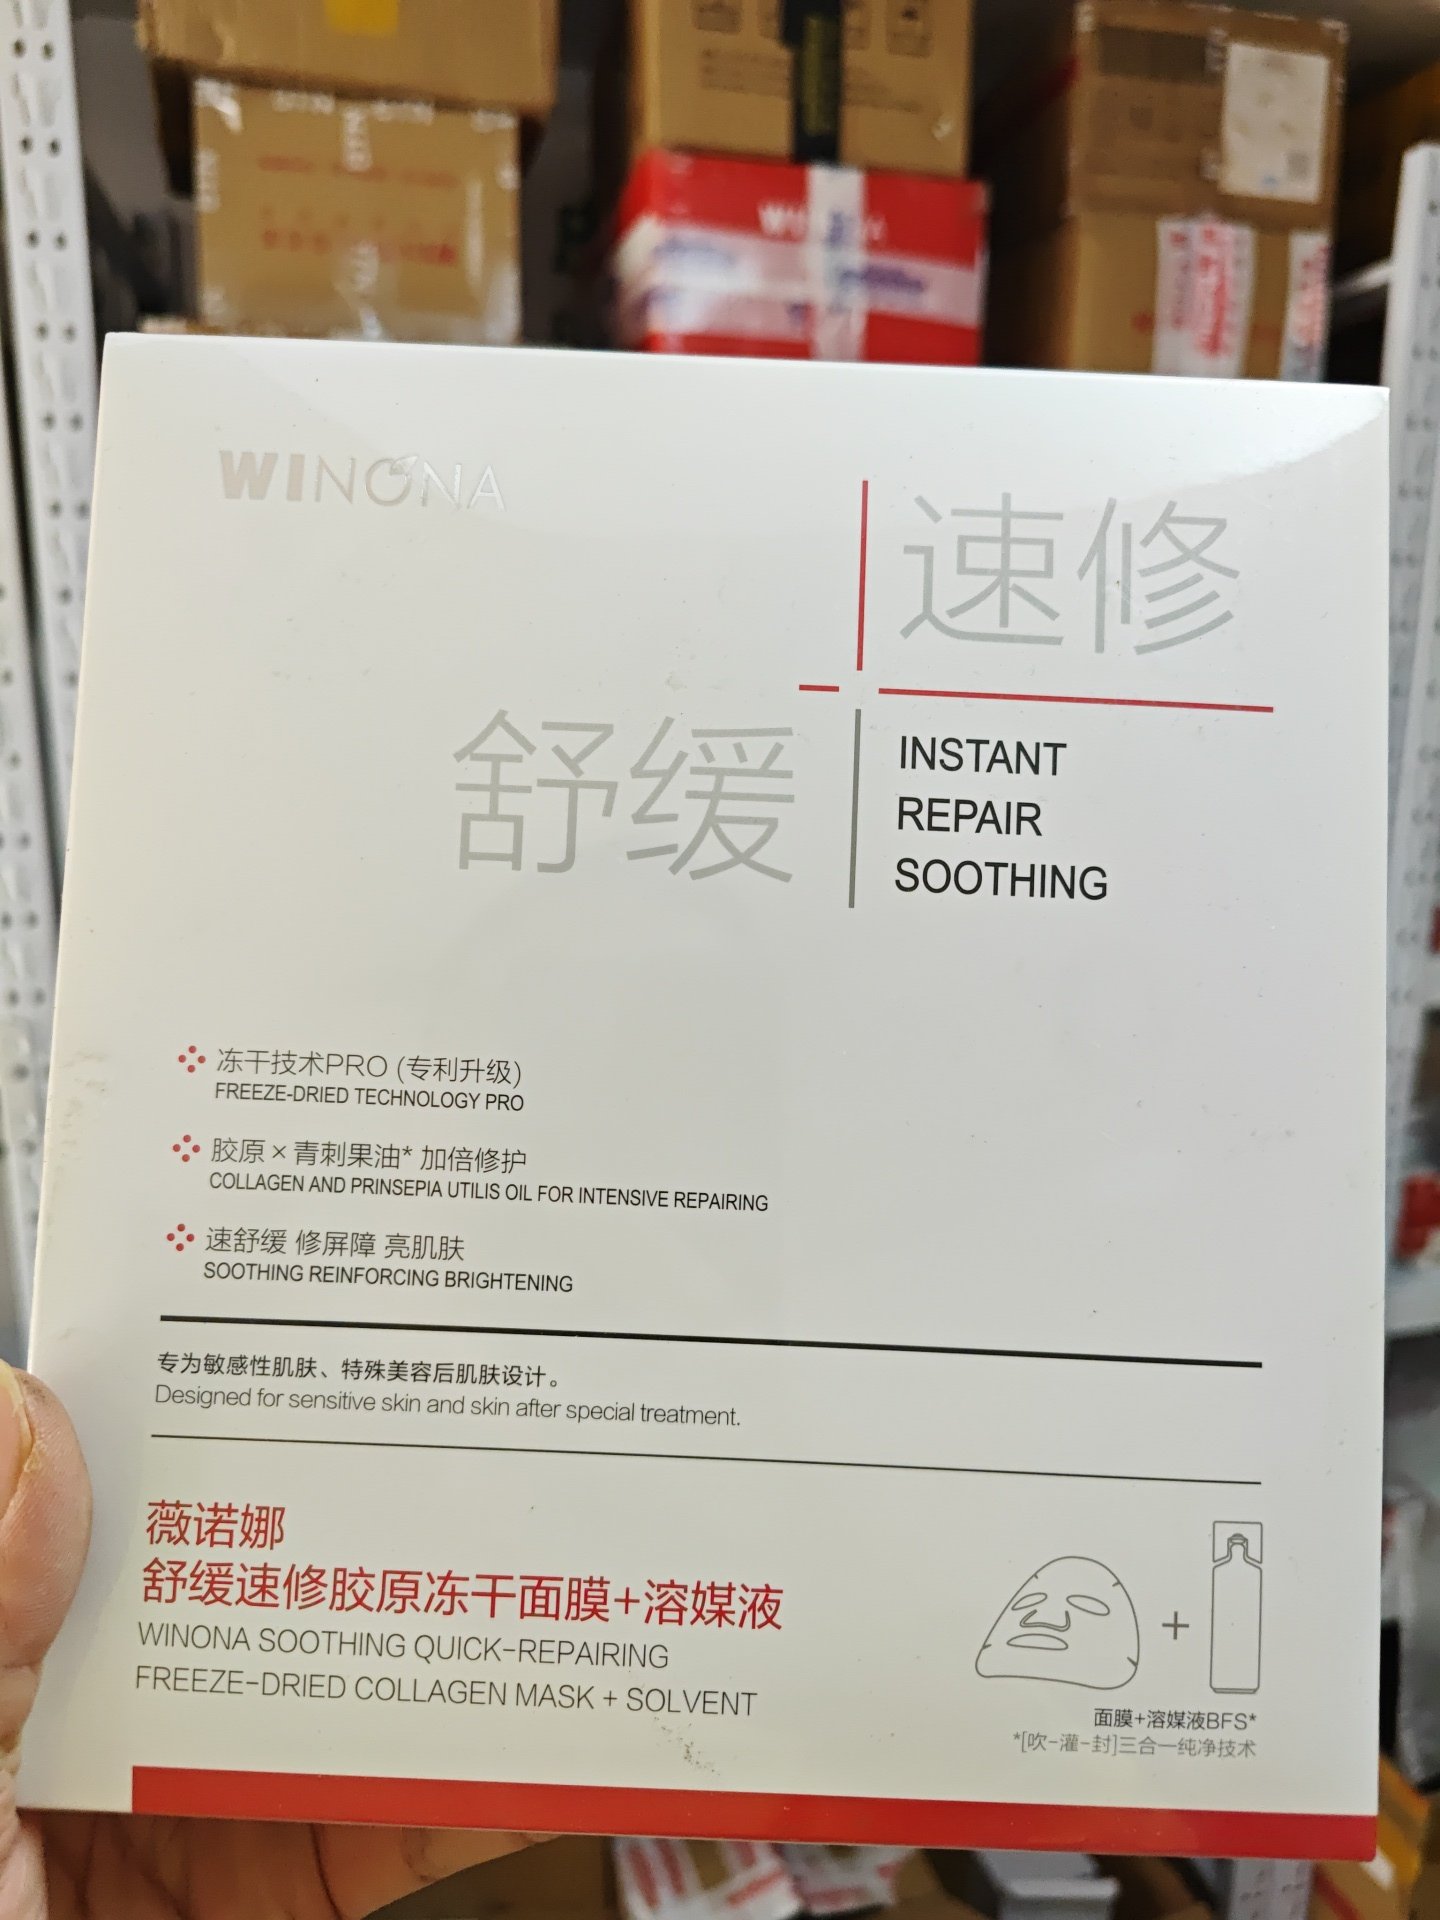 WINONA
速修
舒缓
INSTANT
REPAIR
SOOTHING
冻干技术PRO (专利升级)
FREEZE-DRIED TECHNOLOGY PRO
胶原×青刺果油* 加倍修护
COLLAGEN AND PRINSEPIA UTILIS OIL FOR INTENSIVE REPAIRING
速舒缓 修屏障 亮肌肤
SOOTHING REINFORCING BRIGHTENING
专为敏感性肌肤、特殊美容后肌肤设计。
Designed for sensitive skin and skin after special treatment.
薇诺娜
舒缓速修胶原冻干面膜+溶媒液
WINONA SOOTHING QUICK-REPAIRING
FREEZE-DRIED COLLAGEN MASK + SOLVENT
+
面膜+溶媒液BFS*
*[吹-灌-封]三合一纯净技术